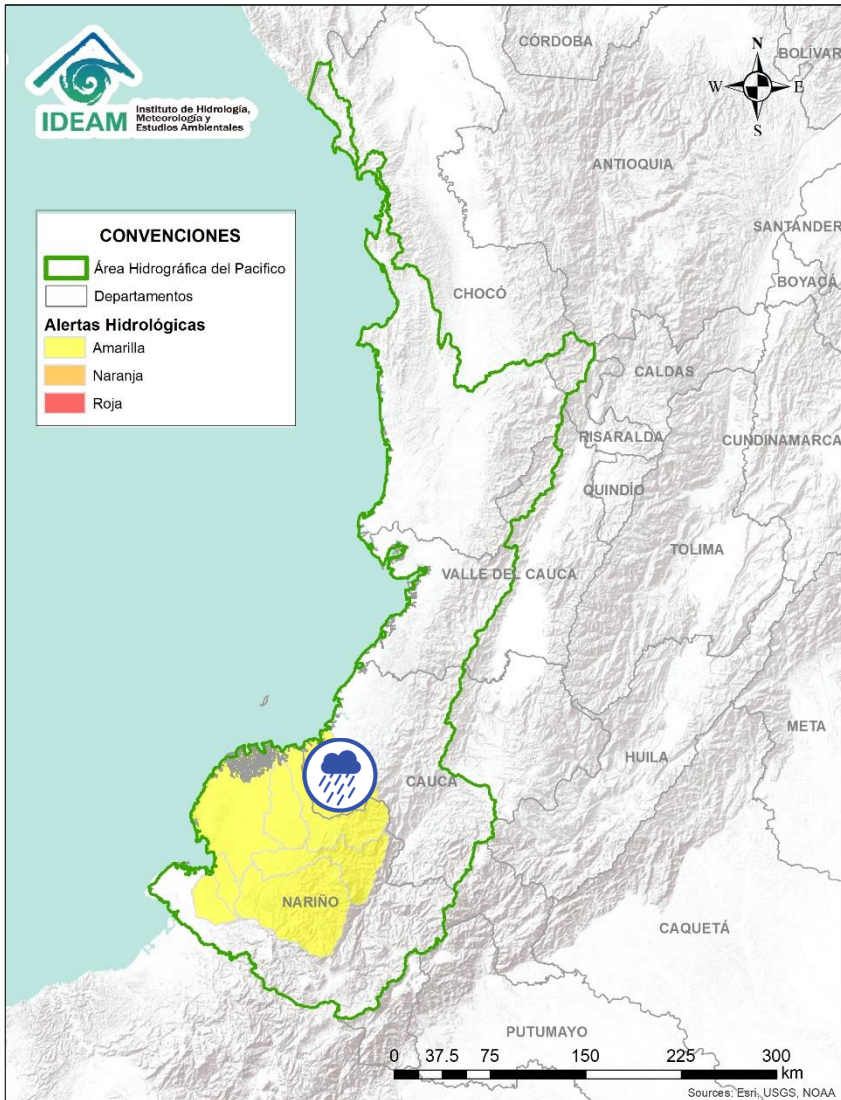 IDEAM
Instituto de Hidrología,
Meteorología y
Estudios Ambientales
N
W
E
S
CÓRDOBA
BOLÍVAR
ANTIOQUIA
SANTANDER
BOYACÁ
CHOCÓ
CALDAS
RISARALDA
CUNDINAMARCA
QUINDÍO
TOLIMA
VALLE DEL CAUCA
META
HUILA
CAUCA
NARIÑO
CAQUETÁ
PUTUMAYO
CONVENCIONES
Área Hidrográfica del Pacifico
Departamentos
Alertas Hidrológicas
Amarilla
Naranja
Roja
0 37.5 75 150 225 300
km
Sources: Esri, USGS, NOAA